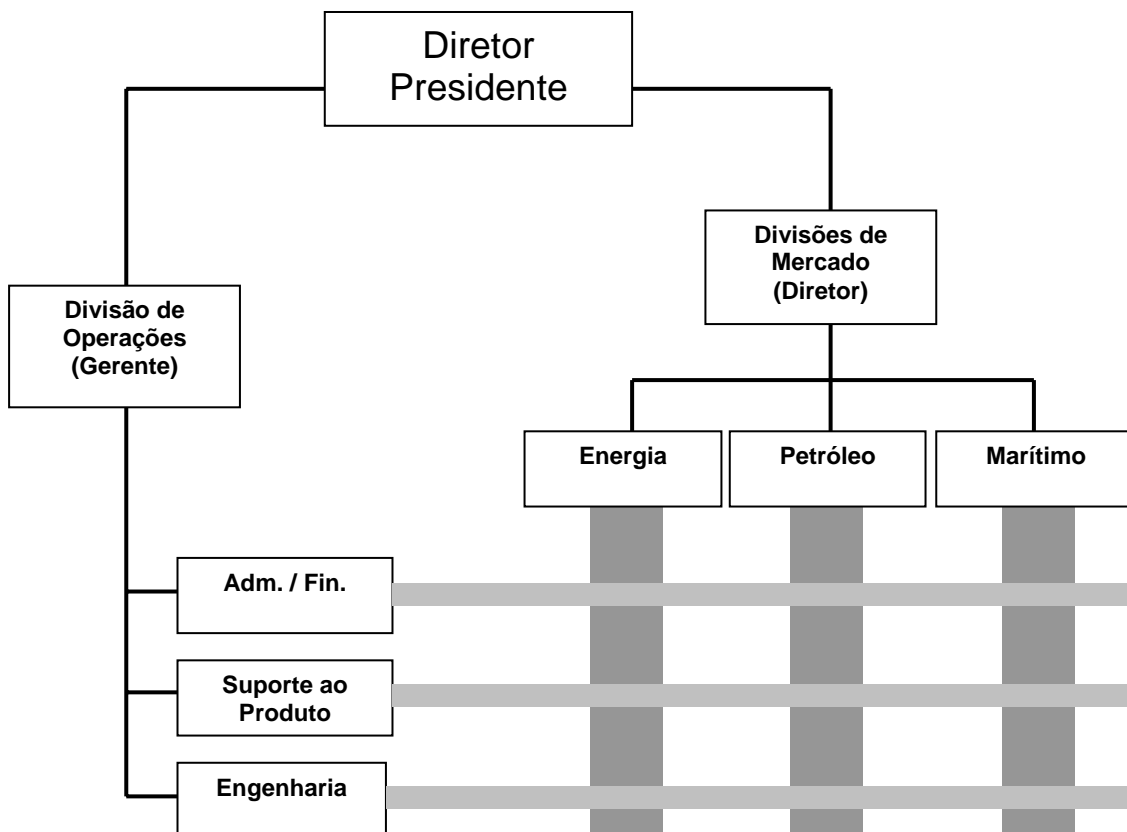 Diretor
Presidente
Divisões de
Mercado
(Diretor)
Divisão de
Operações
(Gerente)
Energia
Petróleo
Marítimo
Adm. / Fin.
Suporte ao
Produto
Engenharia